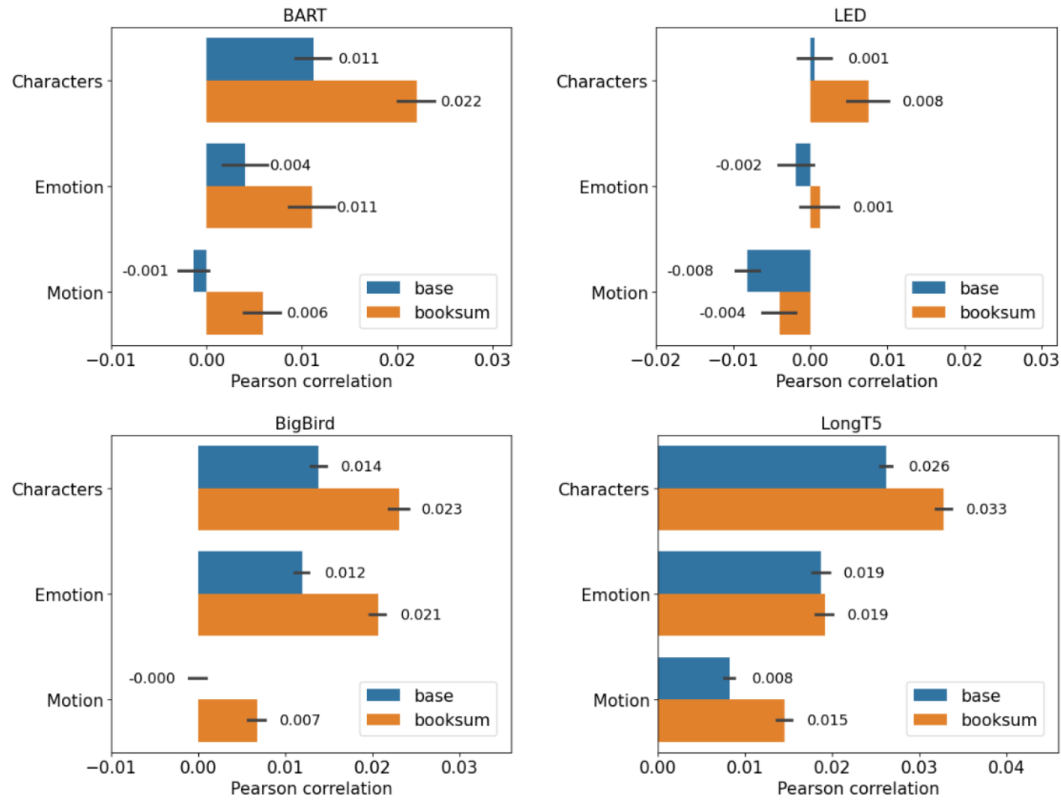 BART
Characters
0.011
0.022
Emotion
0.004
0.011
Motion
-0.001
0.006
base
booksum
−0.01 0.00 0.01 0.02 0.03
Pearson correlation
LED
Characters
0.001
0.008
Emotion
-0.002
0.001
Motion
-0.008
-0.004
base
booksum
−0.02 −0.01 0.00 0.01 0.02 0.03
Pearson correlation
BigBird
Characters
0.014
0.023
Emotion
0.012
0.021
Motion
-0.000
0.007
base
booksum
−0.01 0.00 0.01 0.02 0.03
Pearson correlation
LongT5
Characters
0.026
0.033
Emotion
0.019
0.019
Motion
0.008
0.015
base
booksum
0.00 0.01 0.02 0.03 0.04
Pearson correlation